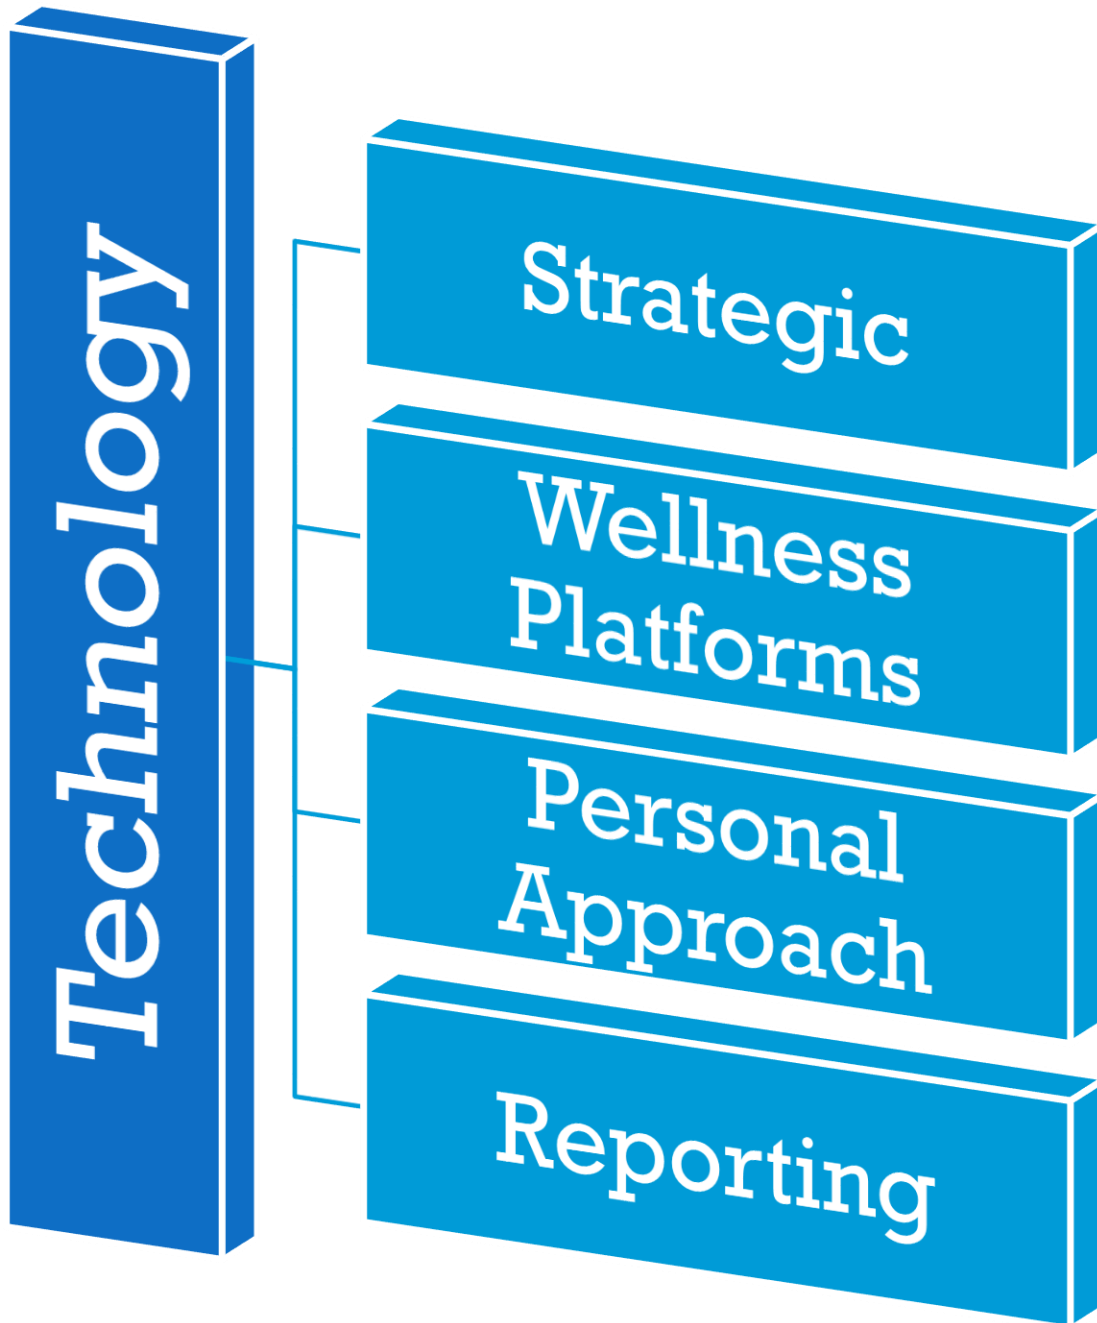 Technology
Strategic
Wellness
Platforms
Personal
Approach
Reporting